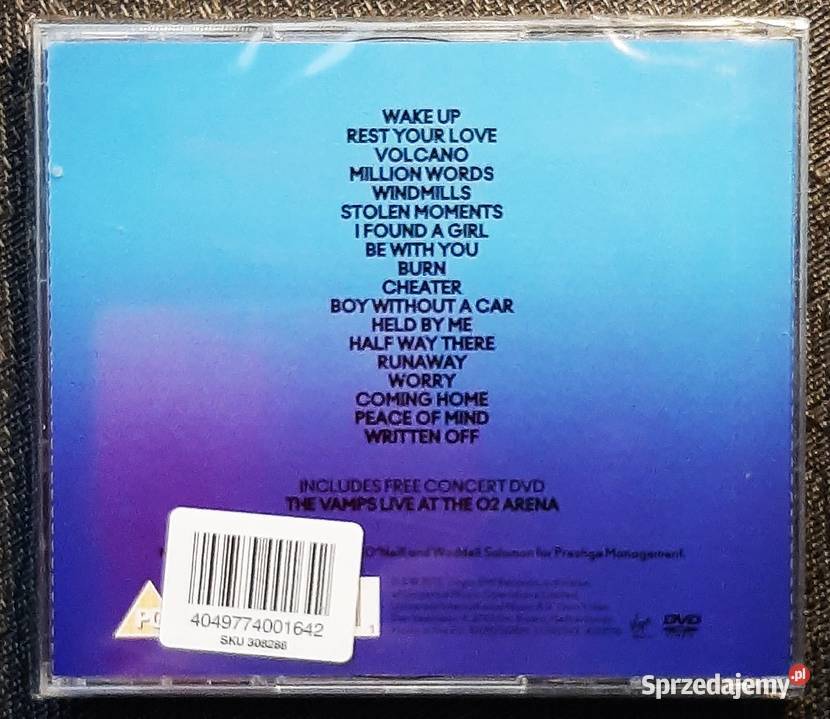 WAKE UP
REST YOUR LOVE
VOLCANO
MILLION WORDS
WINDMILLS
STOLEN MOMENTS
I FOUND A GIRL
BE WITH YOU
BURN
CHEATER
BOY WITHOUT A CAR
HELD BY ME
HALF WAY THERE
RUNAWAY
WORRY
COMING HOME
PEACE OF MIND
WRITTEN OFF
INCLUDES FREE CONCERT DVD
THE VAMPS LIVE AT THE O2 ARENA
O'Neill and Waddell Solomon for Prestige Management.
4049774001642
SKU 308288
Virgin
DVD
Sprzedajemy.pl